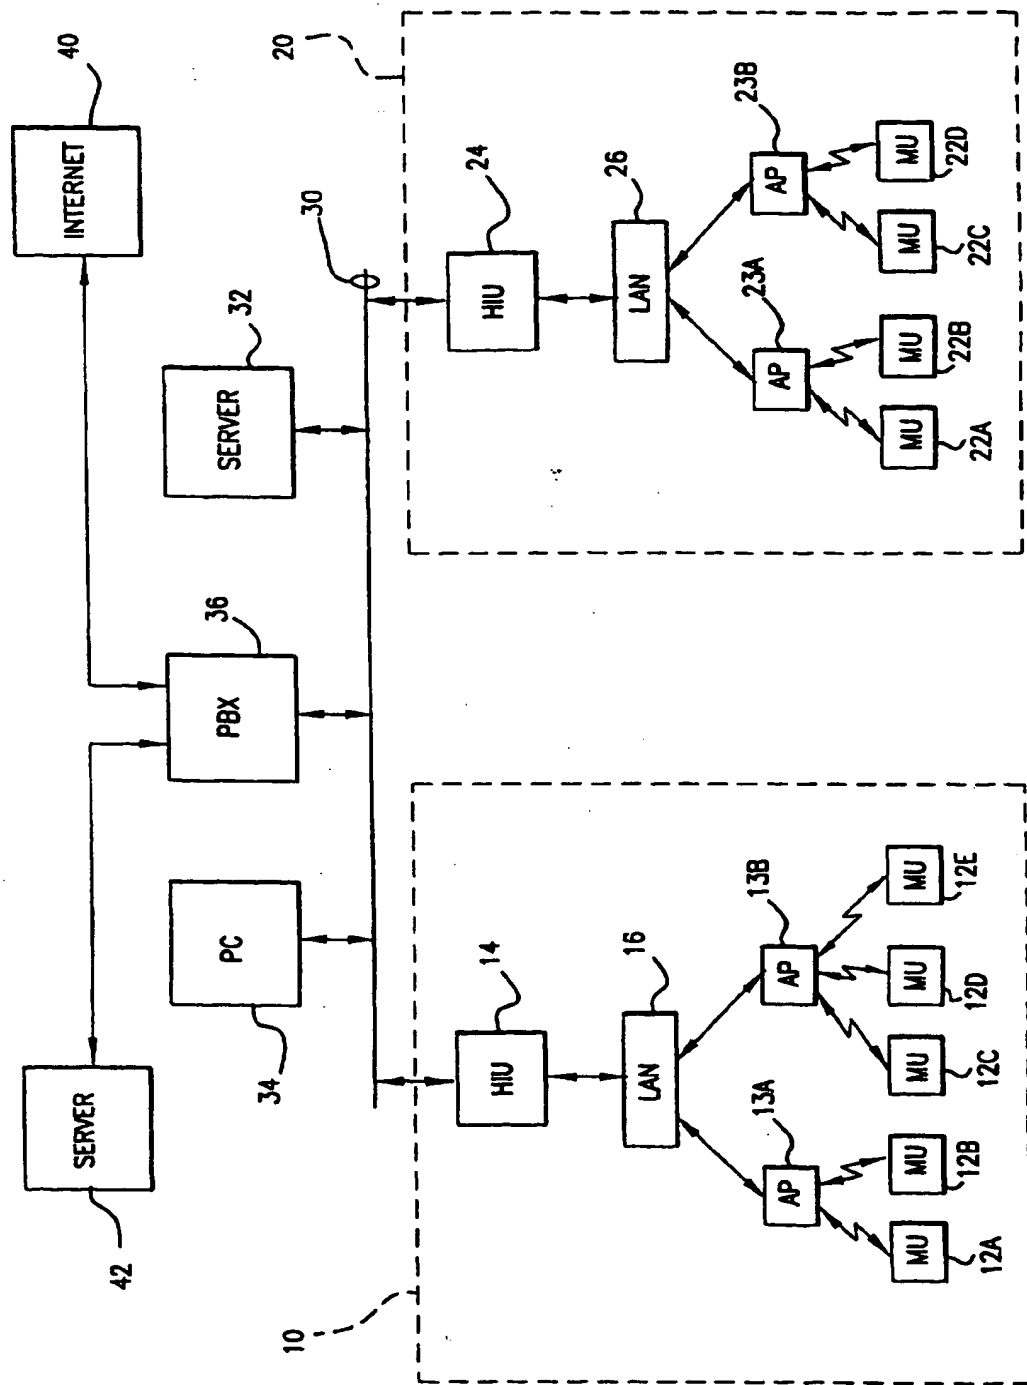 INTERNET
40
SERVER
42
SERVER
32
PBX
36
PC
34
30
10
HIU
14
LAN
16
AP
13A
AP
13B
MU
12A
MU
12B
MU
12C
MU
12D
MU
12E
20
HIU
24
LAN
26
AP
23A
AP
23B
MU
22A
MU
22B
MU
22C
MU
22D